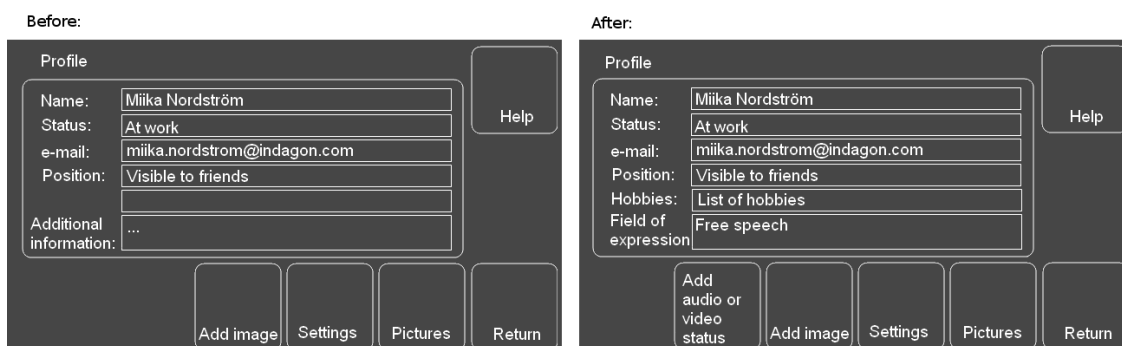 Before:
Profile
Name: Miika Nordström
Status: At work
e-mail: miika.nordstrom@indagon.com
Position: Visible to friends
Additional
information: ...
Help
Add image
Settings
Pictures
Return
After:
Profile
Name: Miika Nordström
Status: At work
e-mail: miika.nordstrom@indagon.com
Position: Visible to friends
Hobbies: List of hobbies
Field of
expression Free speech
Help
Add
audio or
video
status
Add image
Settings
Pictures
Return